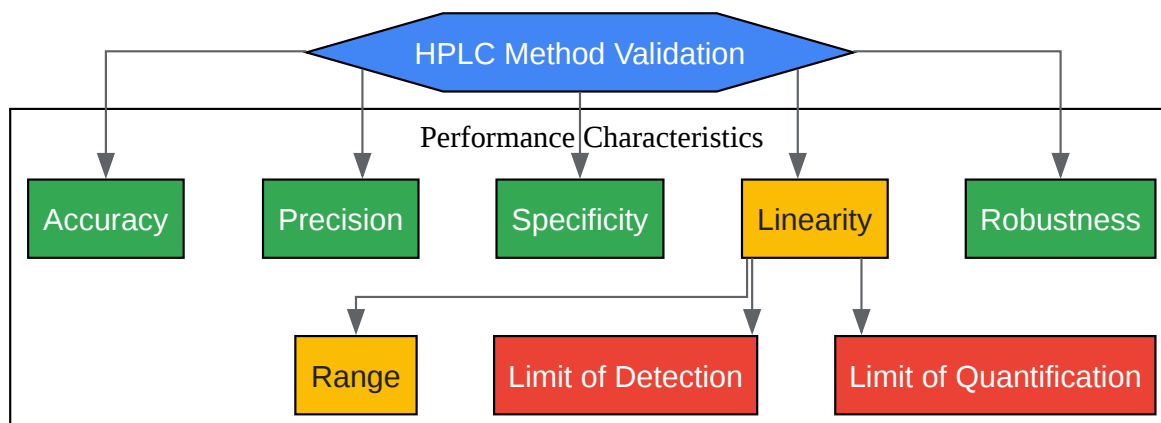 HPLC Method Validation
Performance Characteristics
Accuracy
Precision
Specificity
Linearity
Robustness
Range
Limit of Detection
Limit of Quantification